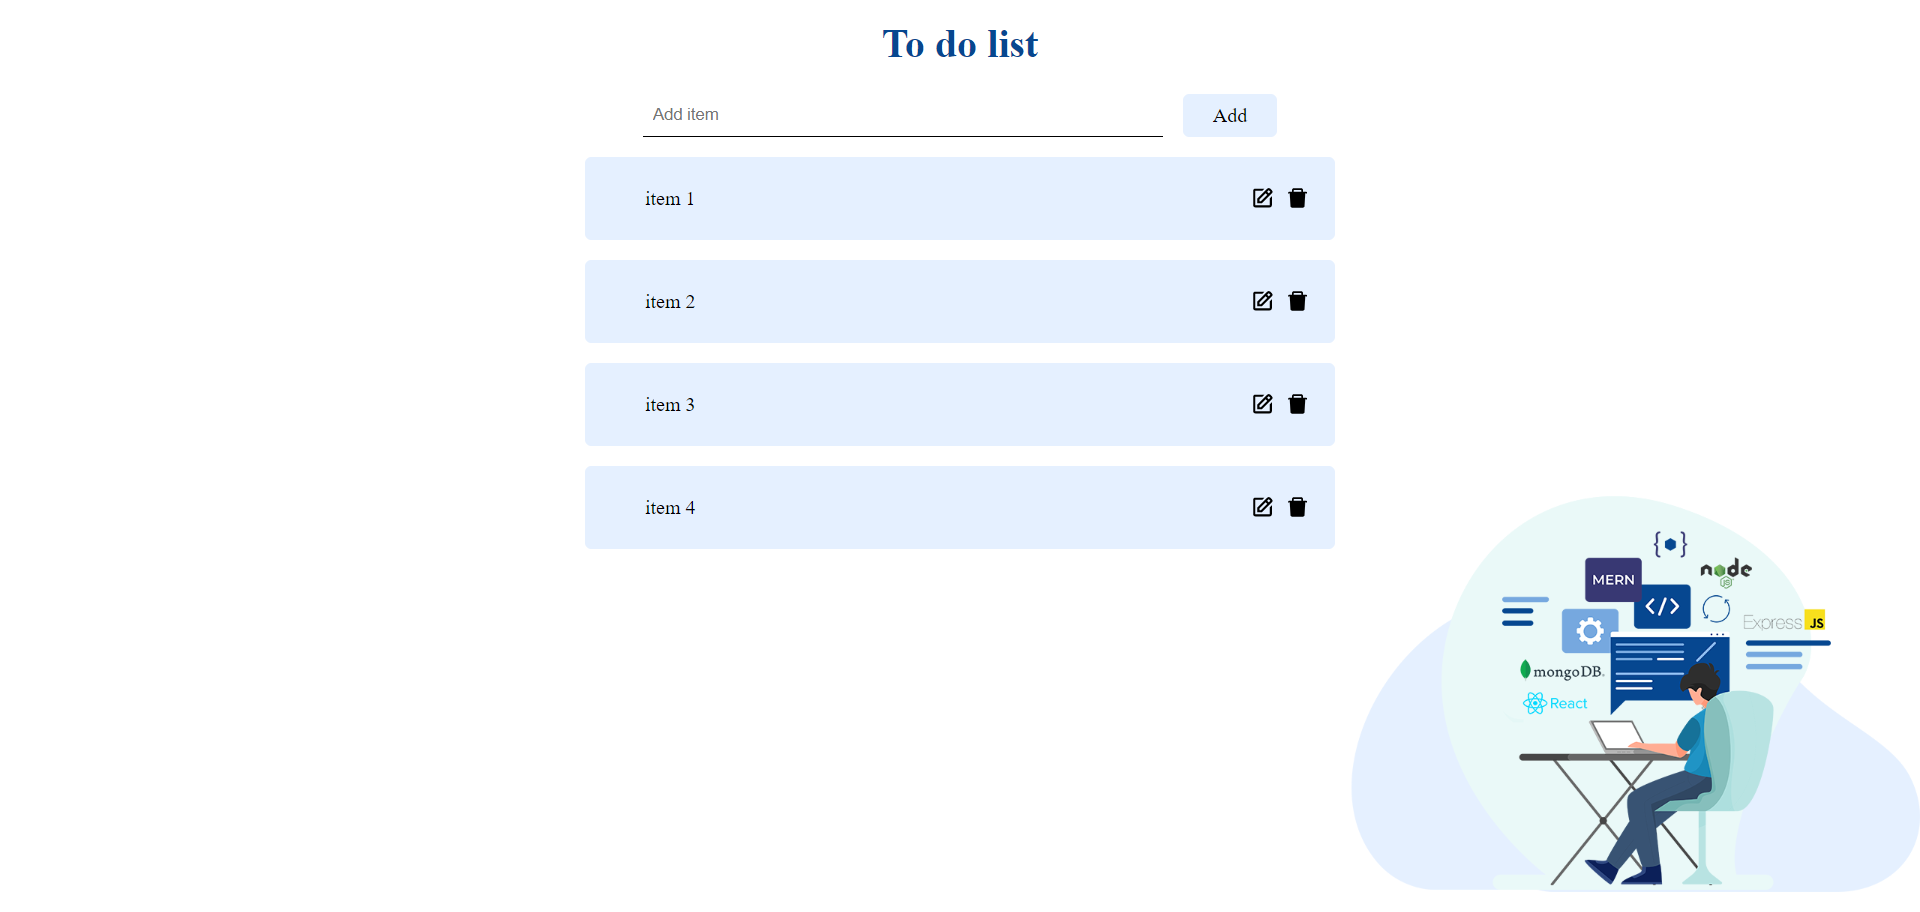 To do list
Add item
Add
item 1
item 2
item 3
item 4
{ }
MERN
node
JS
</>
Express JS
mongoDB.
React